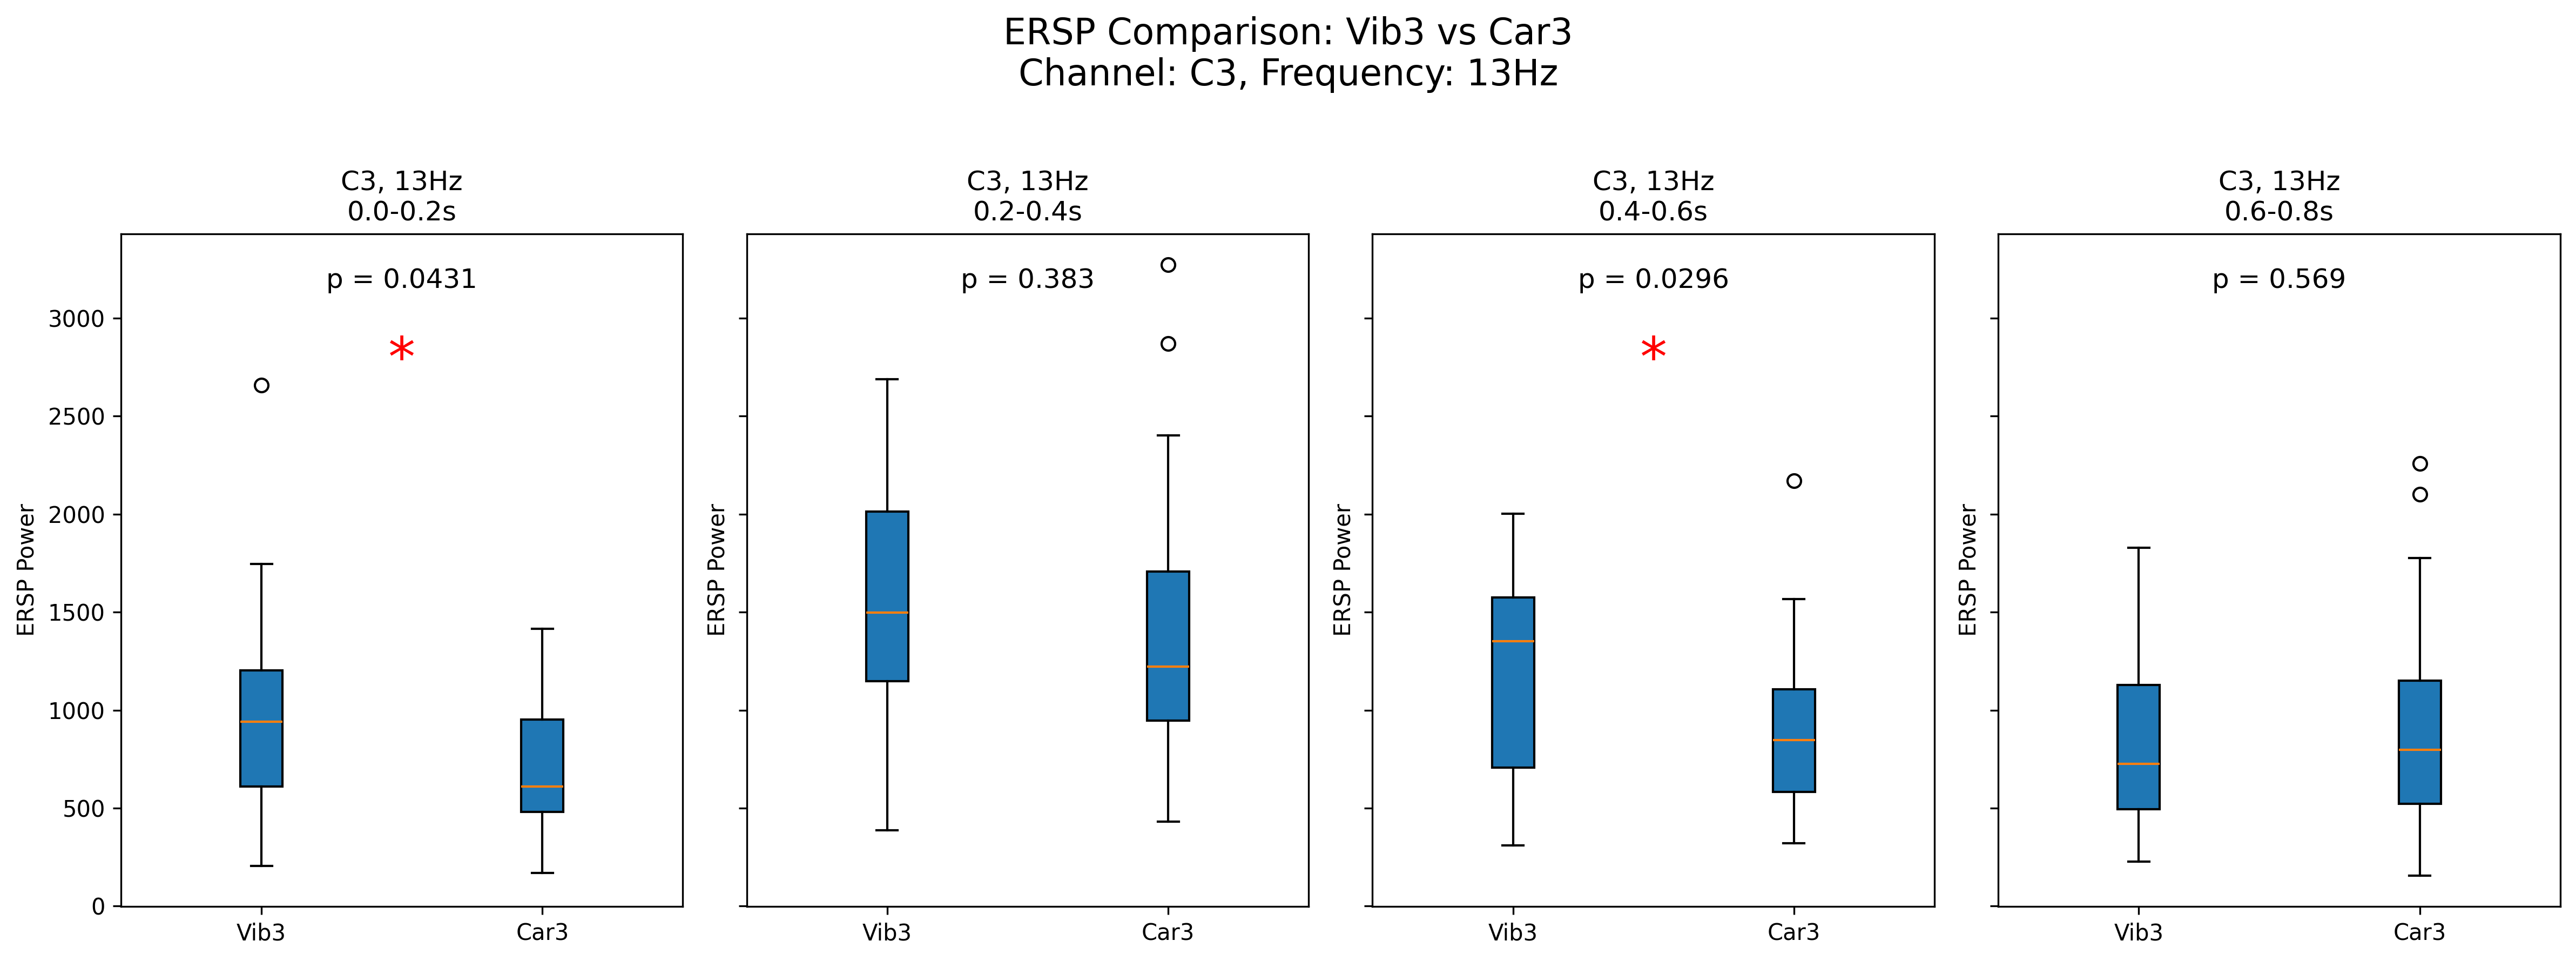 ERSP Comparison: Vib3 vs Car3
Channel: C3, Frequency: 13Hz
C3, 13Hz
0.0-0.2s
p = 0.0431
*
ERSP Power
3000
2500
2000
1500
1000
500
0
Vib3
Car3
C3, 13Hz
0.2-0.4s
p = 0.383
ERSP Power
Vib3
Car3
C3, 13Hz
0.4-0.6s
p = 0.0296
*
ERSP Power
Vib3
Car3
C3, 13Hz
0.6-0.8s
p = 0.569
ERSP Power
Vib3
Car3